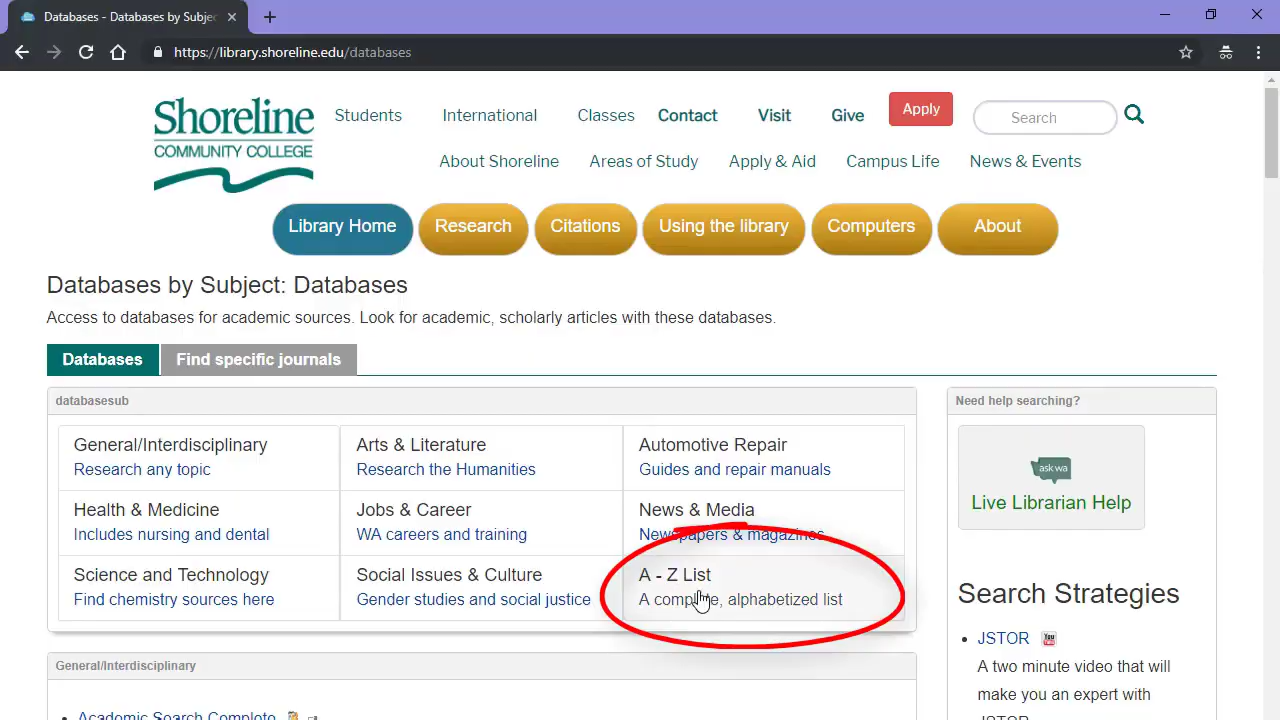 Databases - Databases by Subje
https://library.shoreline.edu/databases
Shoreline
COMMUNITY COLLEGE
Students International Classes Contact Visit Give Apply Search
About Shoreline Areas of Study Apply & Aid Campus Life News & Events
Library Home Research Citations Using the library Computers About
Databases by Subject: Databases
Access to databases for academic sources. Look for academic, scholarly articles with these databases.
Databases Find specific journals
databasesub
General/Interdisciplinary
Research any topic
Arts & Literature
Research the Humanities
Automotive Repair
Guides and repair manuals
Health & Medicine
Includes nursing and dental
Jobs & Career
WA careers and training
News & Media
Newspapers & magazines
Science and Technology
Find chemistry sources here
Social Issues & Culture
Gender studies and social justice
A - Z List
A complete, alphabetized list
General/Interdisciplinary
Academic Search Complete
Need help searching?
ask wa
Live Librarian Help
Search Strategies
JSTOR You Tube
A two minute video that will
make you an expert with
JSTOR